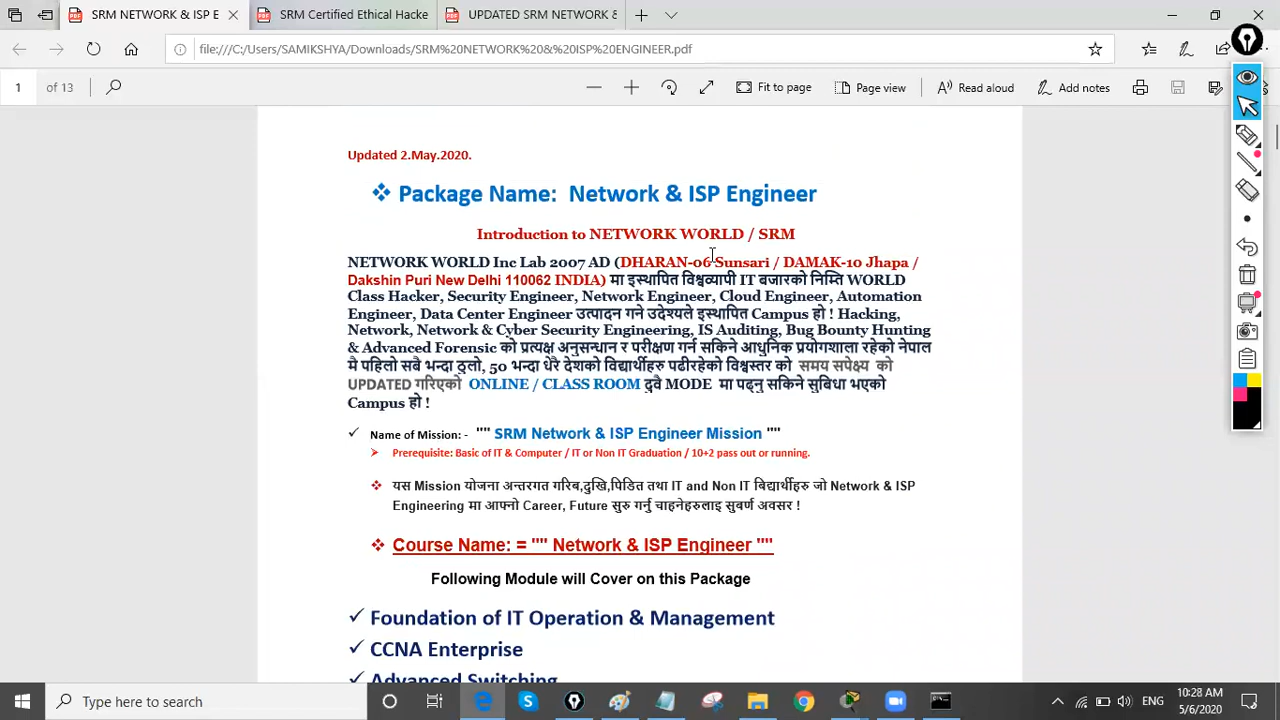 SRM NETWORK & ISP E
SRM Certified Ethical Hac
UPDATED SRM NETWORK &
file:///C:/Users/SAMIKSHYA/Downloads/SRM%20NETWORK%20&%20ISP%20ENGINEER.pdf
1 of 13 Fit to page Page view Read aloud Add notes
Updated 2.May.2020.
❖ Package Name: Network & ISP Engineer
Introduction to NETWORK WORLD / SRM
NETWORK WORLD Inc Lab 2007 AD (DHARAN-06 Sunsari / DAMAK-10 Jhapa /
Dakshin Puri New Delhi 110062 INDIA) मा इस्थापित विश्वव्यापी IT बजारको निम्ति WORLD
Class Hacker, Security Engineer, Network Engineer, Cloud Engineer, Automation
Engineer, Data Center Engineer उत्पादन गने उदेश्यले इस्थापित Campus हो ! Hacking,
Network, Network & Cyber Security Engineering, IS Auditing, Bug Bounty Hunting
& Advanced Forensic को प्रत्यक्ष अनुसन्धान र परीक्षण गर्न सकिने आधुनिक प्रयोगशाला रहेको नेपाल
मै पहिलो सबै भन्दा ठुलो, 50 भन्दा धेरै देशको विद्यार्थीहरु पढीरहेको विश्वस्तर को समय सपेक्ष्य को
UPDATED गरिएको ONLINE / CLASS ROOM दुवै MODE मा पढ्नु सकिने सुबिधा भएको
Campus हो !
✓ Name of Mission: - "" SRM Network & ISP Engineer Mission ""
➤ Prerequisite: Basic of IT & Computer / IT or Non IT Graduation / 10+2 pass out or running.
❖ यस Mission योजना अन्तरगत गरिब,दुखि,पिडित तथा IT and Non IT बिद्यार्थीहरु जो Network & ISP
Engineering मा आफ्नो Career, Future सुरु गर्नु चाहनेहरुलाइ सुवर्ण अवसर !
❖ Course Name: = "" Network & ISP Engineer ""
Following Module will Cover on this Package
✓ Foundation of IT Operation & Management
✓ CCNA Enterprise
✓ Advanced Switching
Type here to search
ENG
10:28 AM
5/6/2020